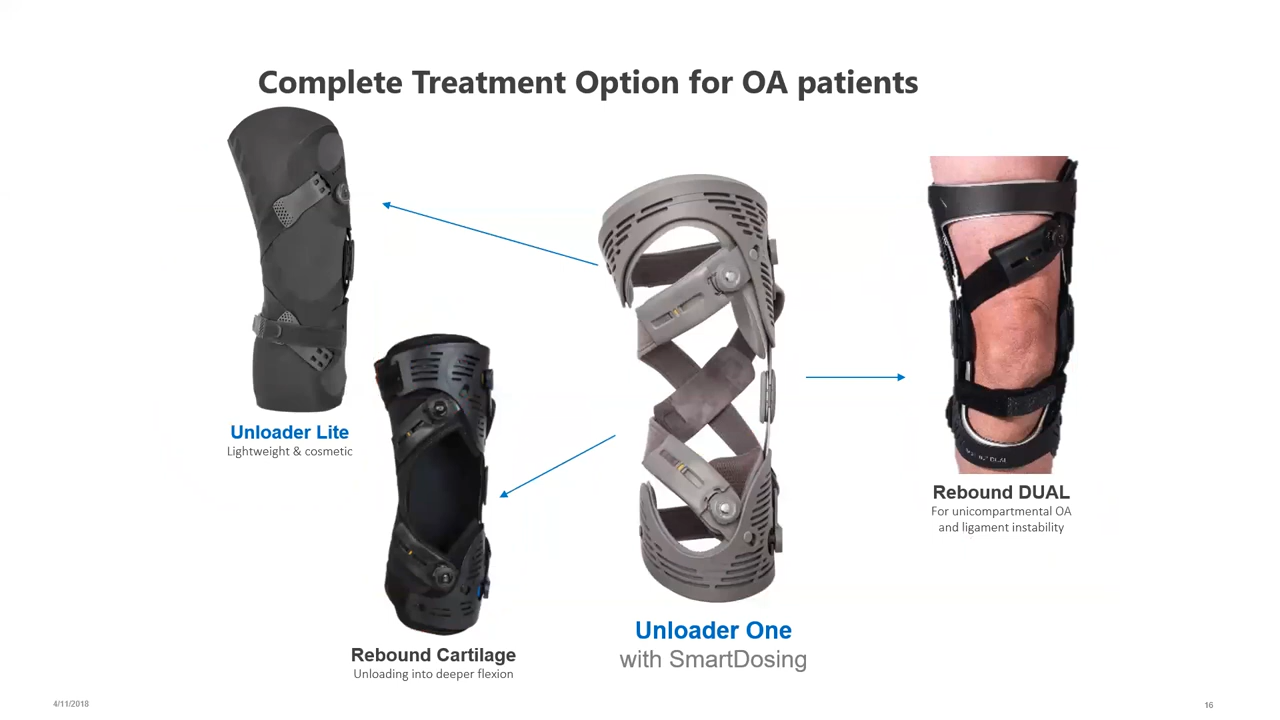 Complete Treatment Option for OA patients
Unloader Lite
Lightweight & cosmetic
Rebound Cartilage
Unloading into deeper flexion
Unloader One
with SmartDosing
Rebound DUAL
For unicompartmental OA
and ligament instability
4/11/2018
16